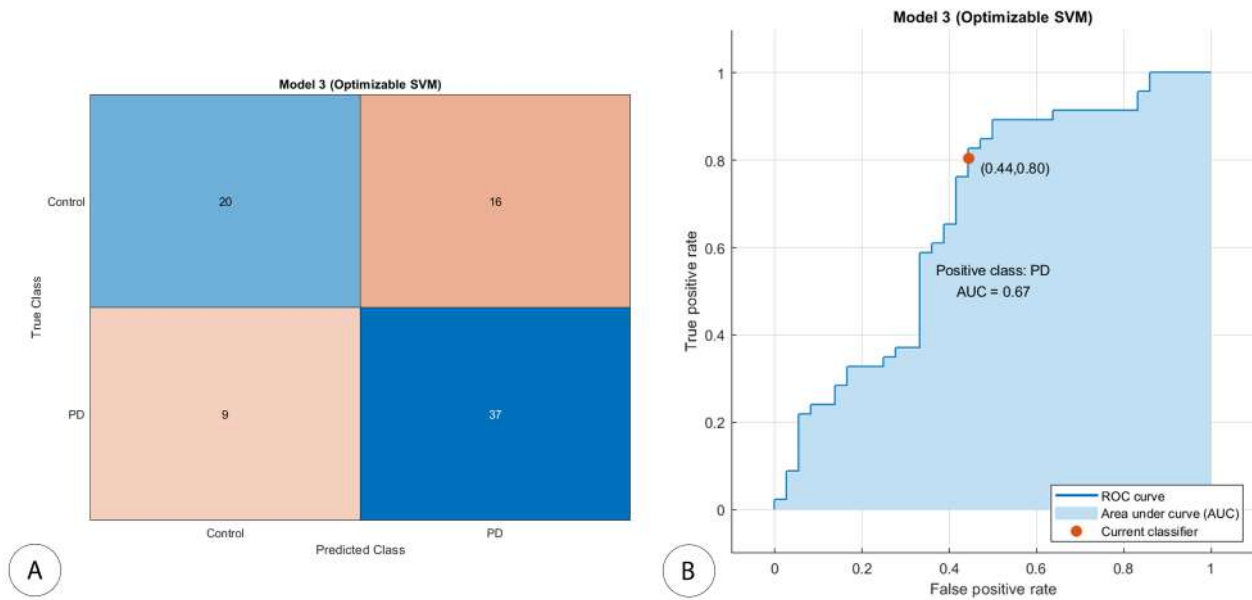 Model 3 (Optimizable SVM)
Control
20
16
True Class
PD
9
37
Control
PD
Predicted Class
A
Model 3 (Optimizable SVM)
1
0.8
(0.44,0.80)
0.6
Positive class: PD
AUC = 0.67
True positive rate
0.4
0.2
0
ROC curve
Area under curve (AUC)
Current classifier
0
0.2
0.4
0.6
0.8
1
False positive rate
B